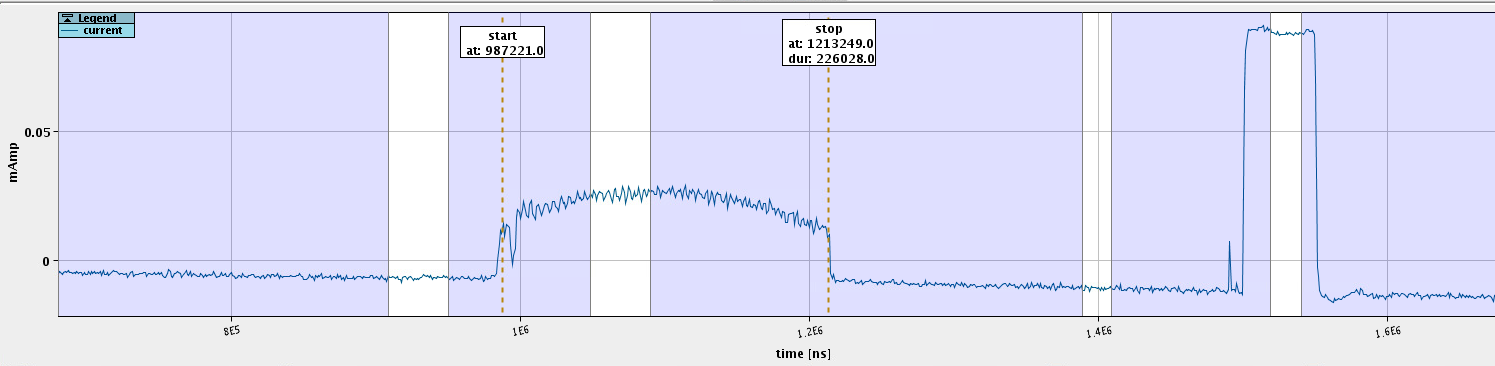 Legend
current
start
at: 987221.0
stop
at: 1213249.0
dur: 226028.0
0.05
mAmp
0
8E5
1E6
1.2E6
1.4E6
1.6E6
time [ns]